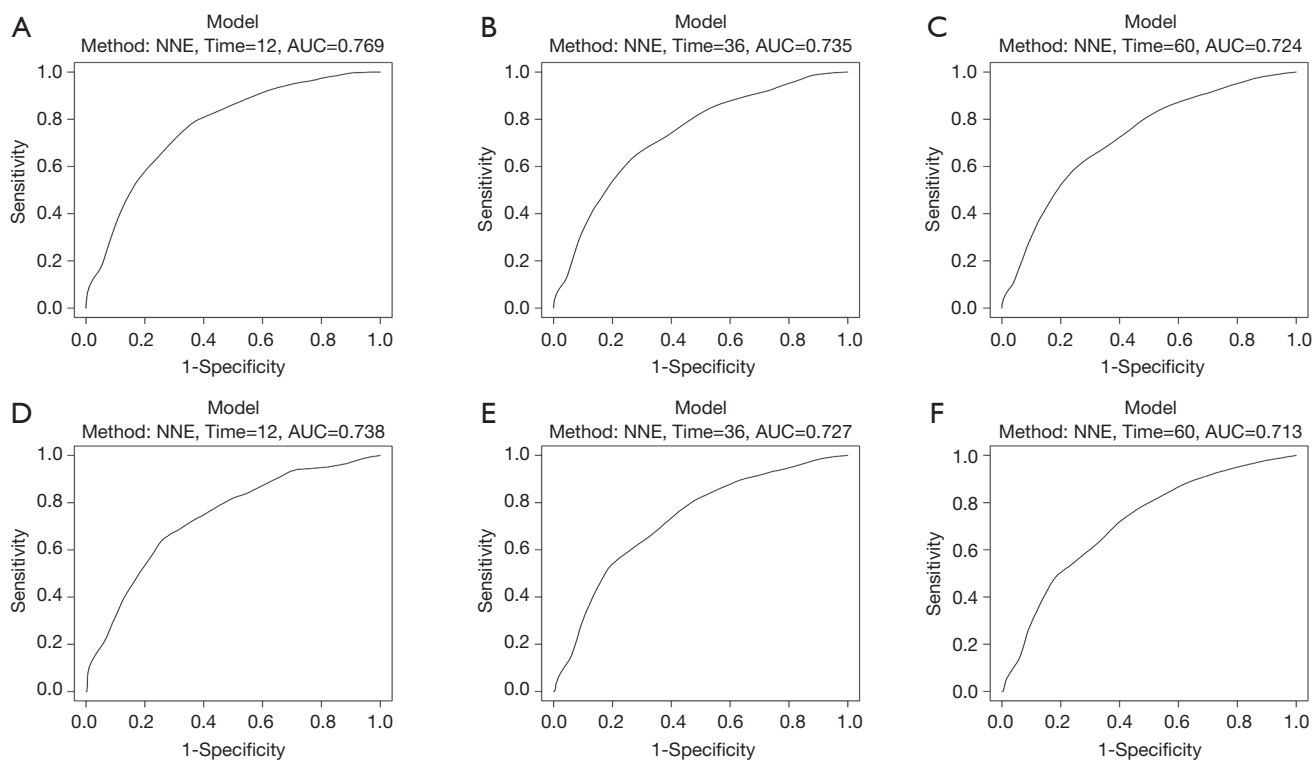 A
Model
Method: NNE, Time=12, AUC=0.769
1.0
0.8
0.6
0.4
0.2
0.0
Sensitivity
0.0 0.2 0.4 0.6 0.8 1.0
1-Specificity
B
Model
Method: NNE, Time=36, AUC=0.735
1.0
0.8
0.6
0.4
0.2
0.0
Sensitivity
0.0 0.2 0.4 0.6 0.8 1.0
1-Specificity
C
Model
Method: NNE, Time=60, AUC=0.724
1.0
0.8
0.6
0.4
0.2
0.0
Sensitivity
0.0 0.2 0.4 0.6 0.8 1.0
1-Specificity
D
Model
Method: NNE, Time=12, AUC=0.738
1.0
0.8
0.6
0.4
0.2
0.0
Sensitivity
0.0 0.2 0.4 0.6 0.8 1.0
1-Specificity
E
Model
Method: NNE, Time=36, AUC=0.727
1.0
0.8
0.6
0.4
0.2
0.0
Sensitivity
0.0 0.2 0.4 0.6 0.8 1.0
1-Specificity
F
Model
Method: NNE, Time=60, AUC=0.713
1.0
0.8
0.6
0.4
0.2
0.0
Sensitivity
0.0 0.2 0.4 0.6 0.8 1.0
1-Specificity